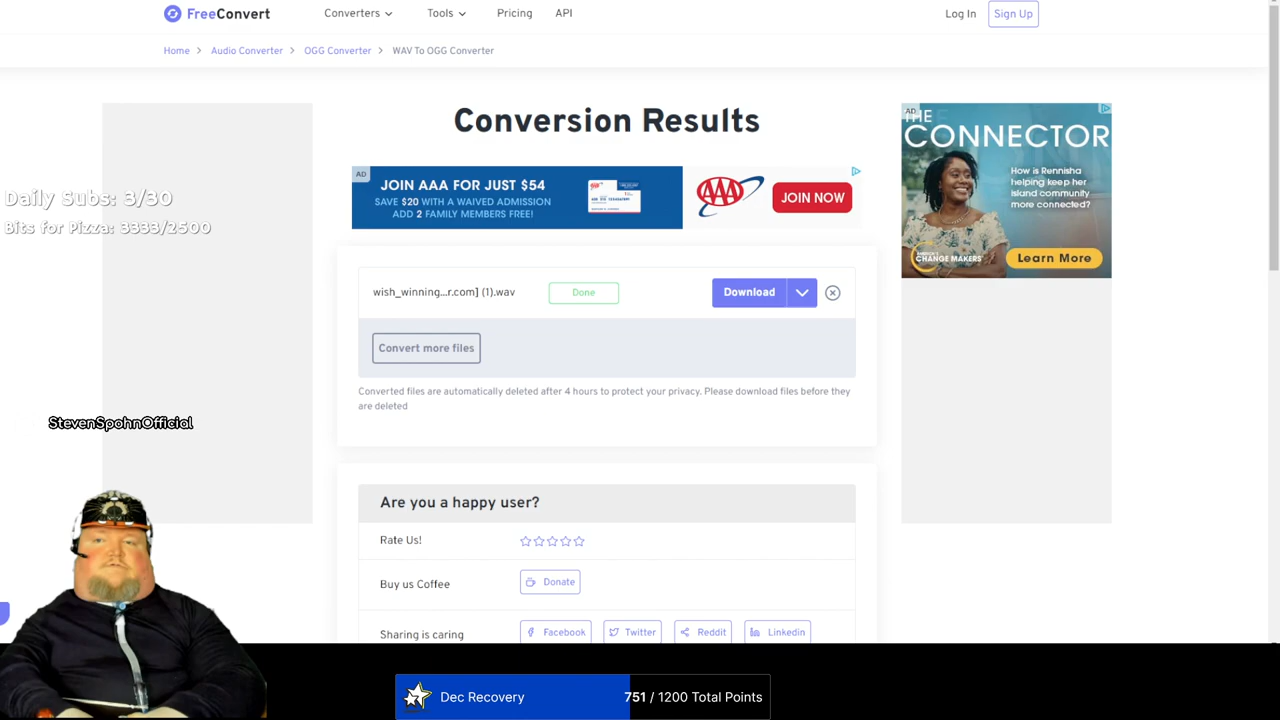 FreeConvert
Converters
Tools
Pricing
API
Log In
Sign Up
Home > Audio Converter > OGG Converter > WAV To OGG Converter
Conversion Results
AD
JOIN AAA FOR JUST $54
SAVE $20 WITH A WAIVED ADMISSION
ADD 2 FAMILY MEMBERS FREE!
AAA
JOIN NOW
AD
THE
CONNECTOR
How is Rennisha
helping keep her
island community
more connected?
CHANGE MAKERS
Learn More
Daily Subs: 3/30
Bits for Pizza: 3333/2500
wish_winning...r.com] (1).wav
Done
Download
Convert more files
Converted files are automatically deleted after 4 hours to protect your privacy. Please download files before they
are deleted
StevenSpohnOfficial
Are you a happy user?
Rate Us!
Buy us Coffee
Donate
Sharing is caring
Facebook
Twitter
Reddit
Linkedin
Dec Recovery
751 / 1200 Total Points